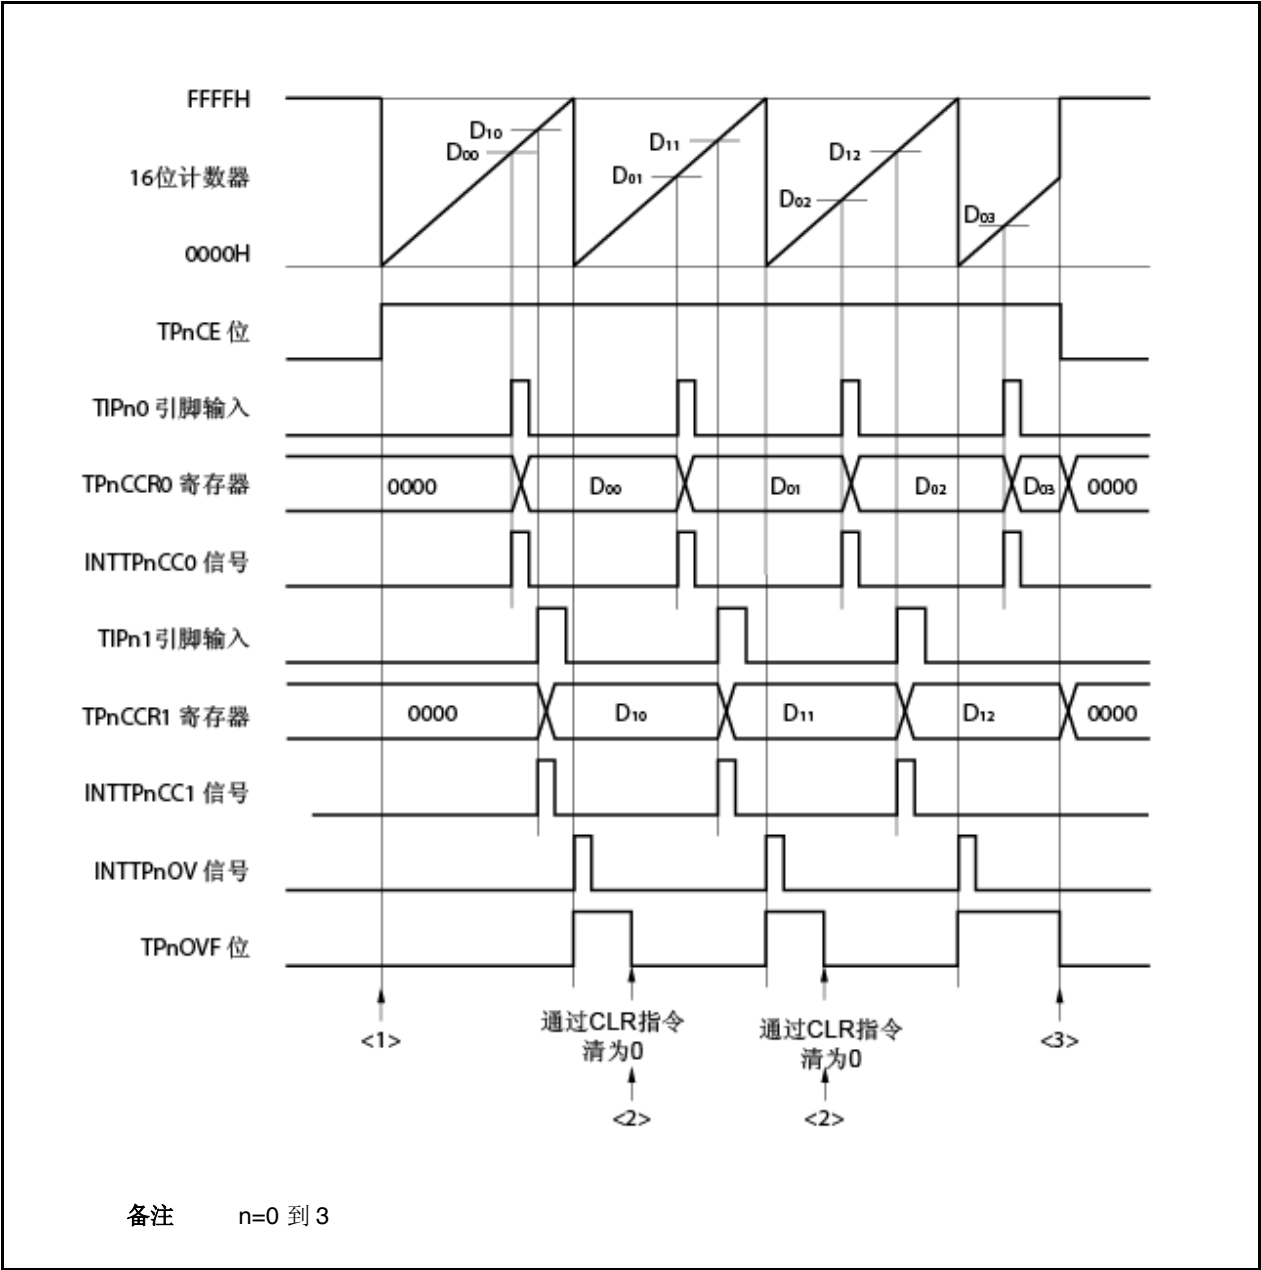 FFFFH
D10
D00
D11
D01
D12
D02
D03
16位计数器
0000H
TPnCE 位
TIPn0 引脚输入
TPnCCR0 寄存器
0000
D00
D01
D02
D03
0000
INTTPnCC0 信号
TIPn1引脚输入
TPnCCR1 寄存器
0000
D10
D11
D12
0000
INTTPnCC1 信号
INTTPnOV 信号
TPnOVF 位
<1>
通过CLR指令
清为0
<2>
通过CLR指令
清为0
<2>
<3>
备注 n=0 到 3